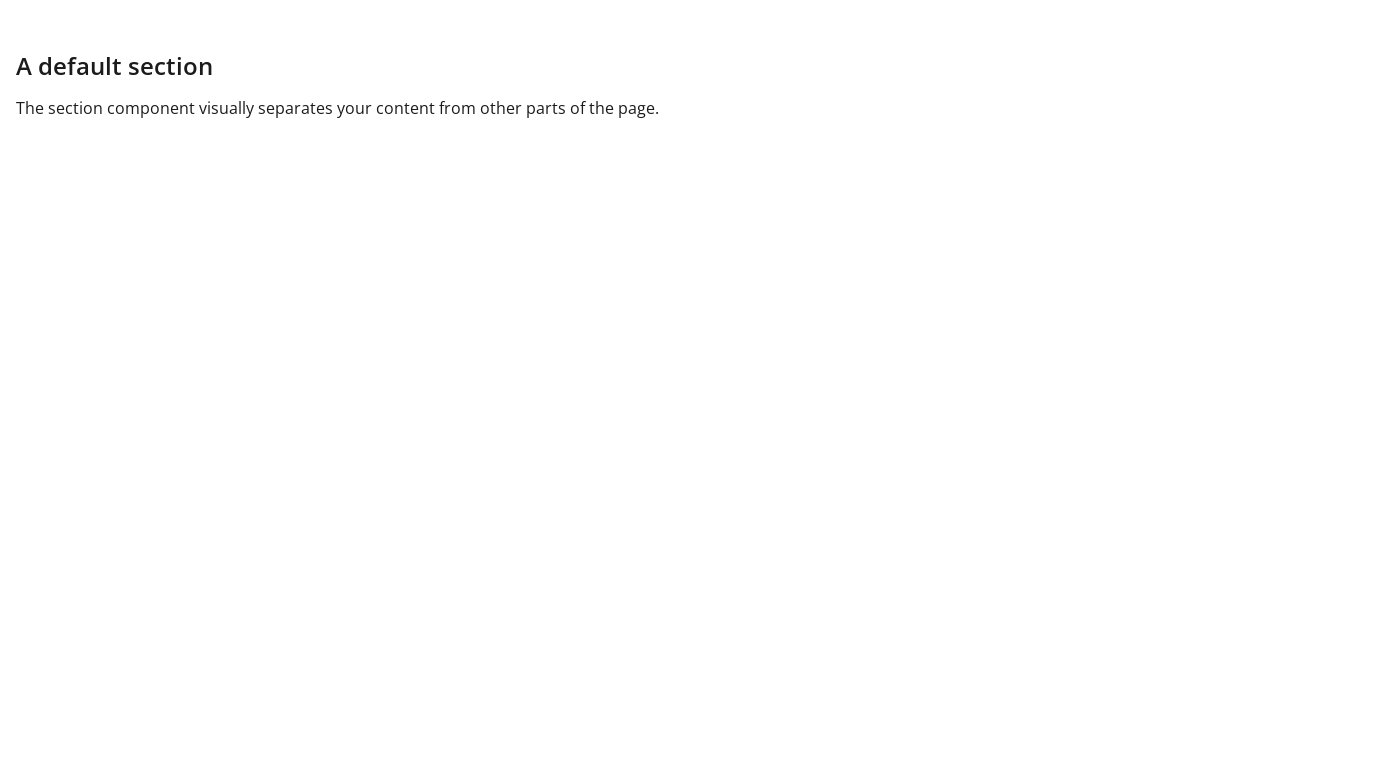 A default section
The section component visually separates your content from other parts of the page.